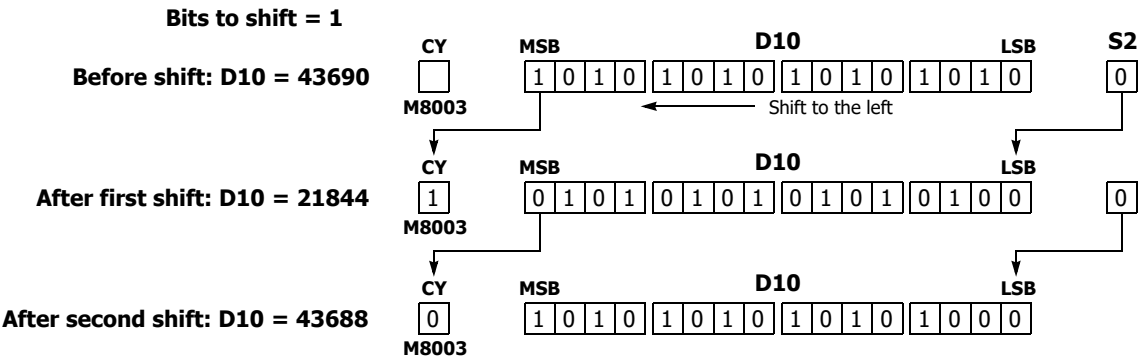 Bits to shift = 1
CY MSB D10 LSB S2
Before shift: D10 = 43690 1 0 1 0 1 0 1 0 1 0 1 0 1 0 1 0 0
M8003 Shift to the left
CY MSB D10 LSB
After first shift: D10 = 21844 1 0 1 0 1 0 1 0 1 0 1 0 1 0 1 0 0 0
M8003
CY MSB D10 LSB
After second shift: D10 = 43688 0 1 0 1 0 1 0 1 0 1 0 1 0 1 0 0 0
M8003